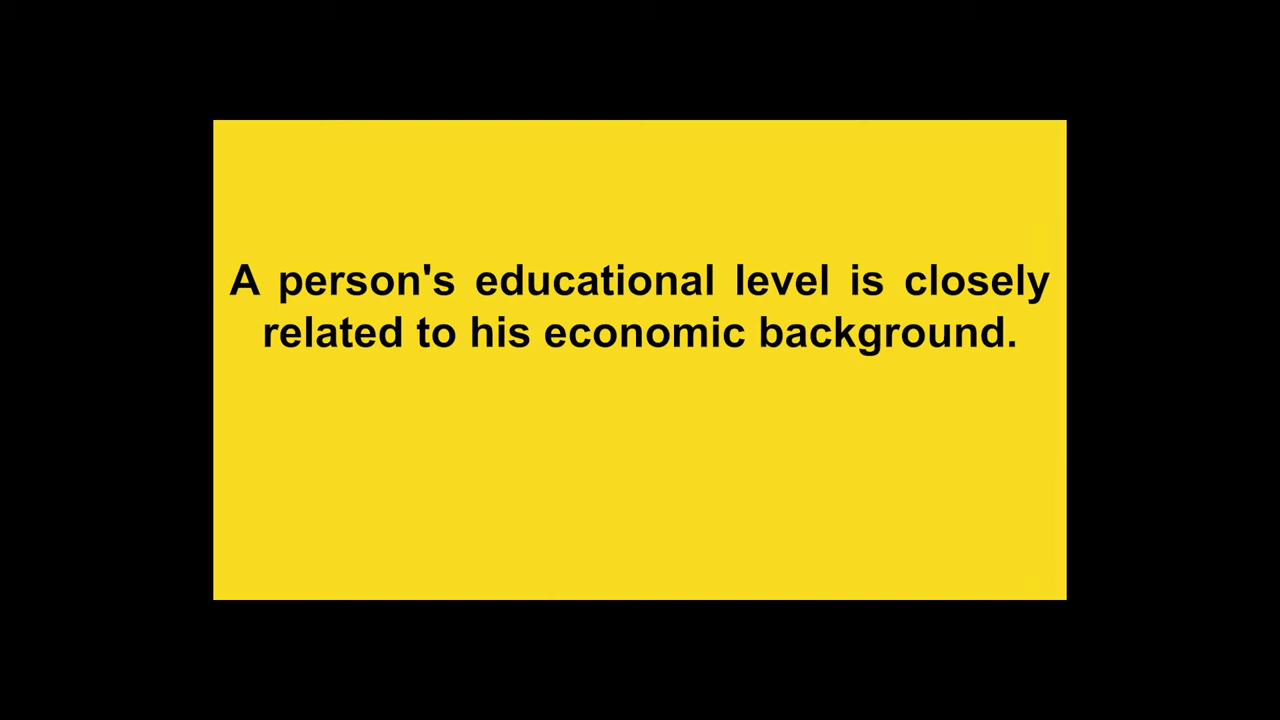 A person's educational level is closely
related to his economic background.